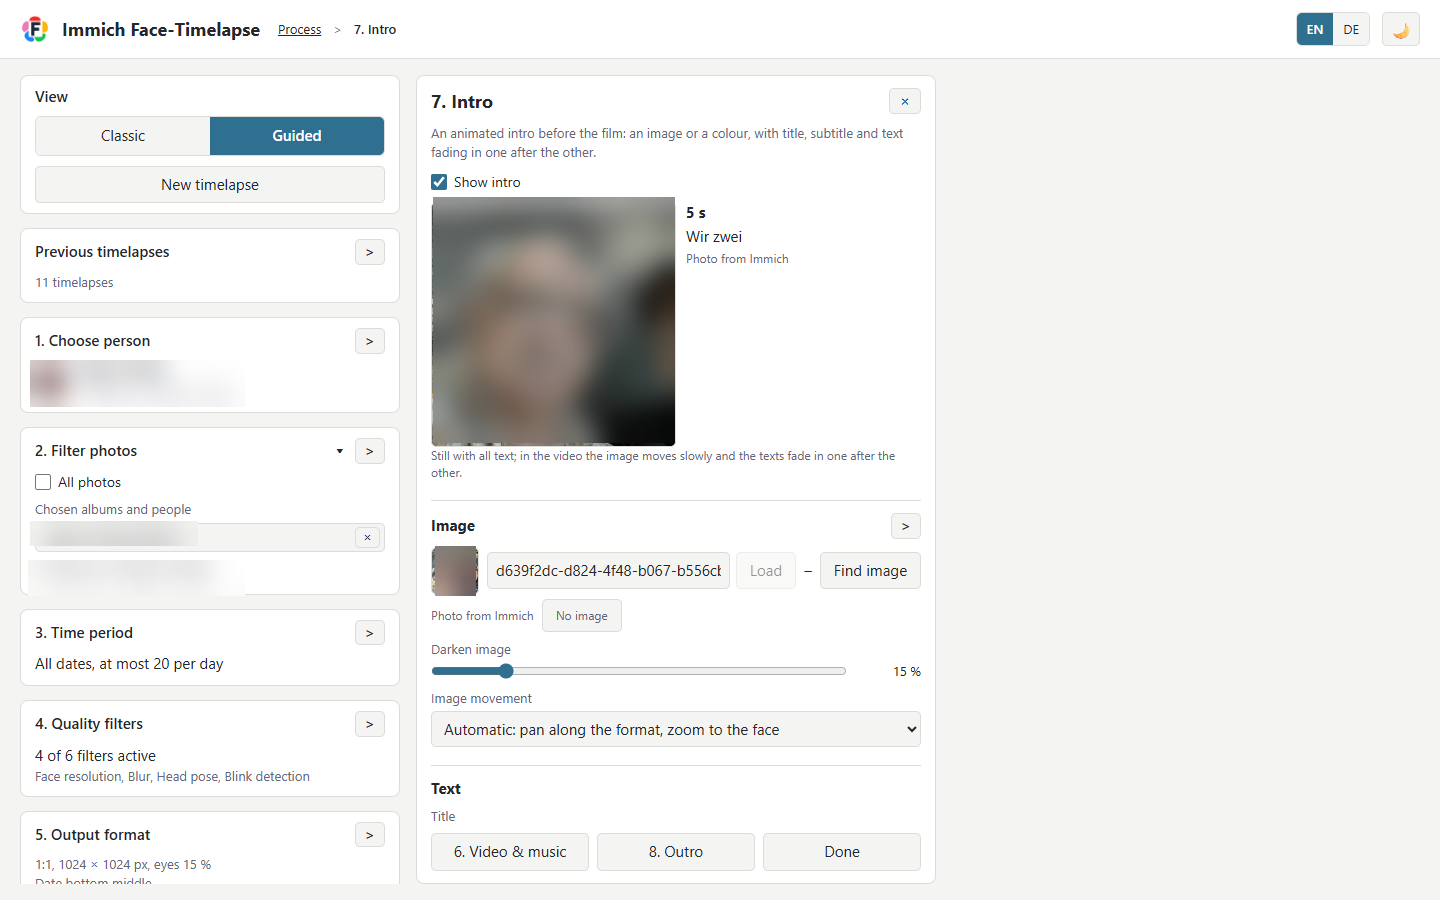 Immich Face-Timelapse
Process > 7. Intro
EN DE
View
Classic Guided
New timelapse
Previous timelapses >
11 timelapses
1. Choose person >
2. Filter photos ▾ >
All photos
Chosen albums and people
×
3. Time period >
All dates, at most 20 per day
4. Quality filters >
4 of 6 filters active
Face resolution, Blur, Head pose, Blink detection
5. Output format >
1:1, 1024 × 1024 px, eyes 15 %
Date bottom middle
7. Intro ×
An animated intro before the film: an image or a colour, with title, subtitle and text
fading in one after the other.
Show intro
5 s
Wir zwei
Photo from Immich
Still with all text; in the video the image moves slowly and the texts fade in one after the
other.
Image >
d639f2dc-d824-4f48-b067-b556cb Load – Find image
Photo from Immich No image
Darken image
15 %
Image movement
Automatic: pan along the format, zoom to the face
Text
Title
6. Video & music 8. Outro Done